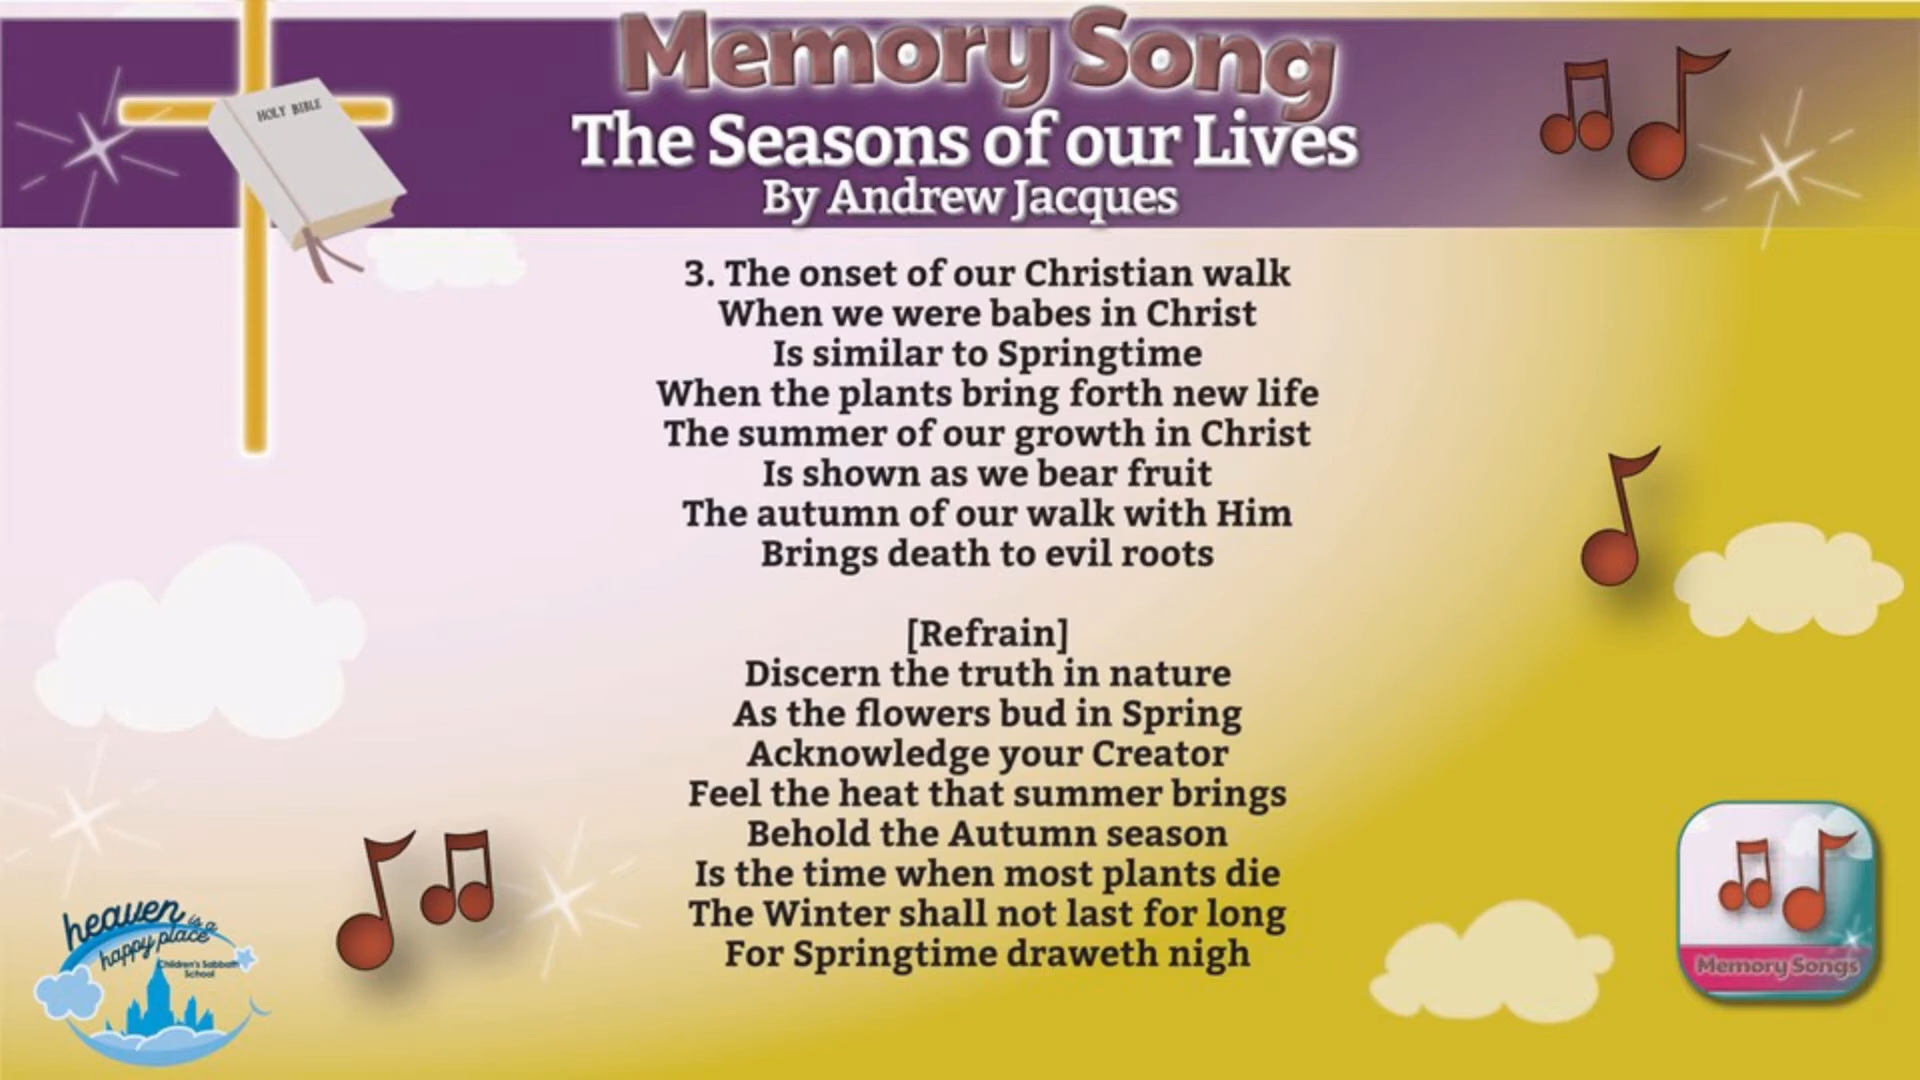 HOLY BIBLE
Memory Song
The Seasons of our Lives
By Andrew Jacques
3. The onset of our Christian walk
When we were babes in Christ
Is similar to Springtime
When the plants bring forth new life
The summer of our growth in Christ
Is shown as we bear fruit
The autumn of our walk with Him
Brings death to evil roots
[Refrain]
Discern the truth in nature
As the flowers bud in Spring
Acknowledge your Creator
Feel the heat that summer brings
Behold the Autumn season
Is the time when most plants die
The Winter shall not last for long
For Springtime draweth nigh
heaven is a
happy place
Children's Sabbath
School
Memory Songs